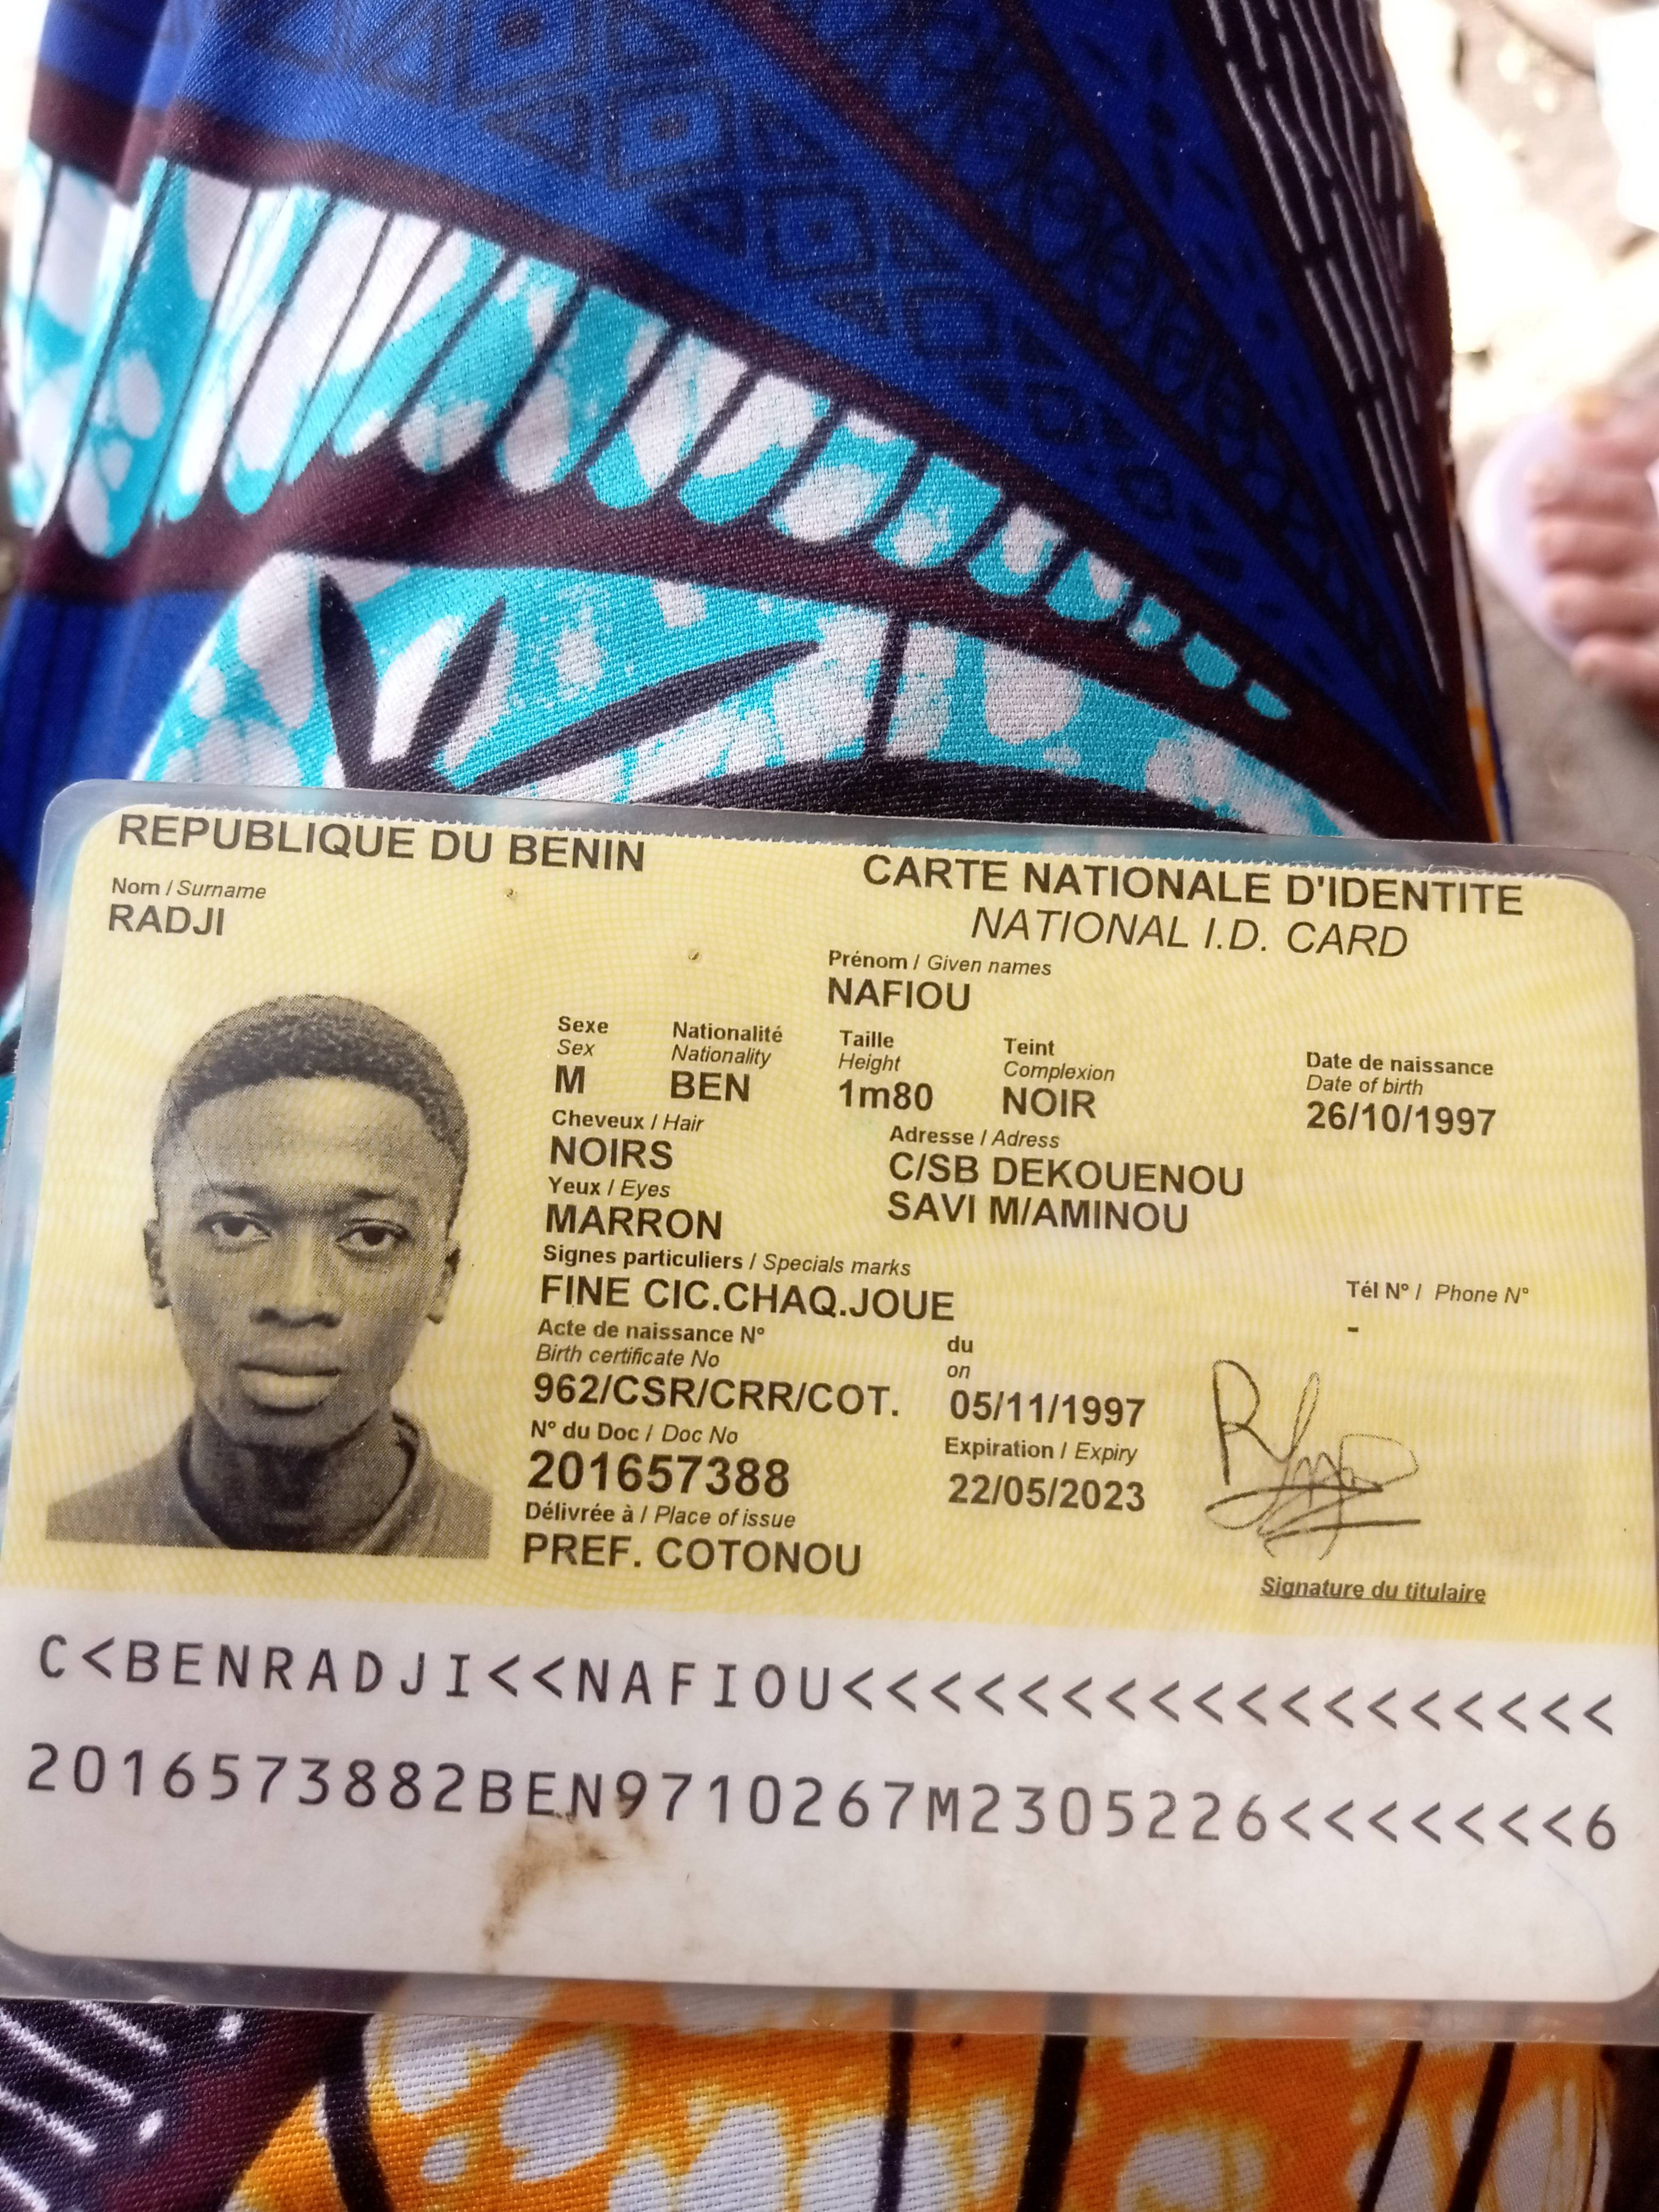 REPUBLIQUE DU BENIN
CARTE NATIONALE D'IDENTITE
NATIONAL I.D. CARD
Nom / Surname
RADJI
Prénom / Given names
NAFIOU
Sexe
Sex
M
Nationalité
Nationality
BEN
Taille
Height
1m80
Teint
Complexion
NOIR
Date de naissance
Date of birth
26/10/1997
Cheveux / Hair
NOIRS
Adresse / Adress
C/SB DEKOUENOU
SAVI M/AMINOU
Yeux / Eyes
MARRON
Signes particuliers / Specials marks
FINE CIC.CHAQ.JOUE
Tél N° / Phone N°
-
Acte de naissance N°
Birth certificate No
962/CSR/CRR/COT.
du
on
05/11/1997
N° du Doc / Doc No
201657388
Expiration / Expiry
22/05/2023
Délivrée à / Place of issue
PREF. COTONOU
Signature du titulaire
C<BENRADJI<<NAFIOU<<<<<<<<<<<<<<<<<<
2016573882BEN9710267M2305226<<<<<<<6